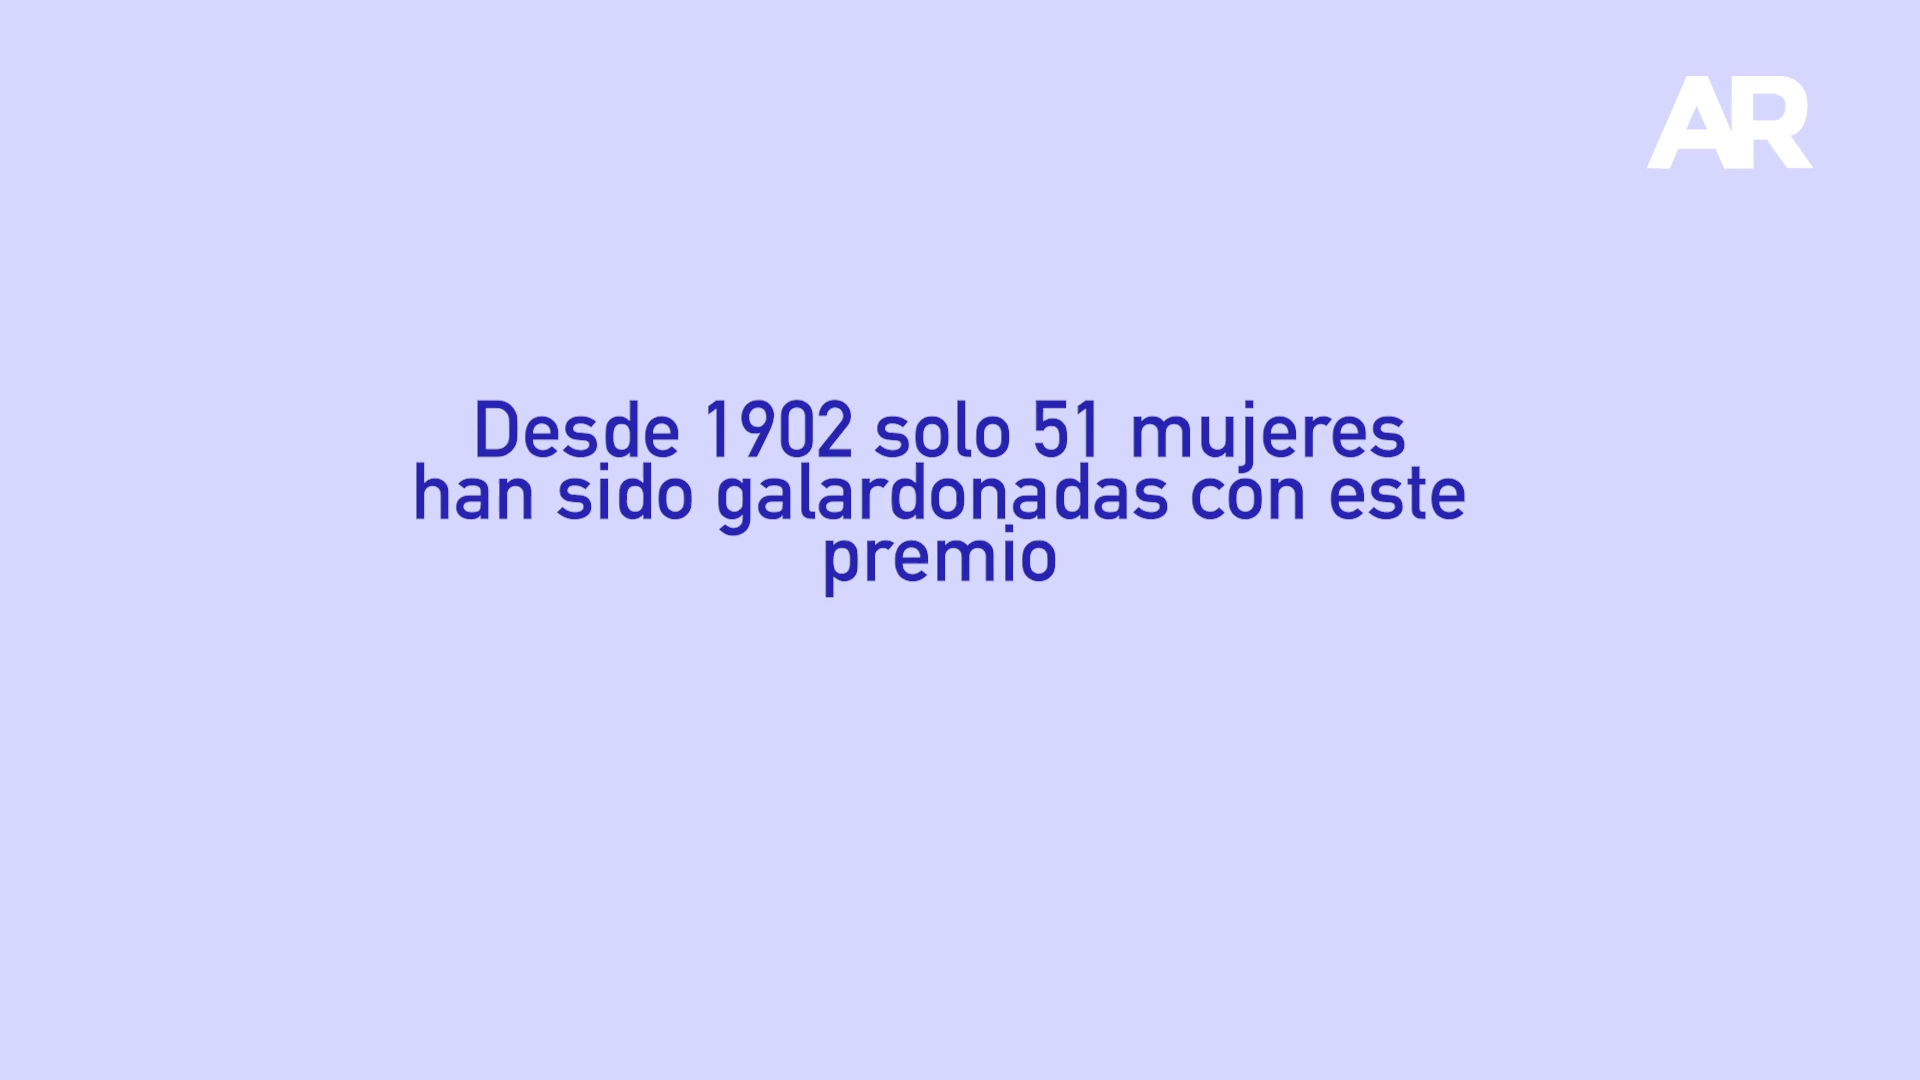 AR
Desde 1902 solo 51 mujeres
han sido galardonadas con este
premio